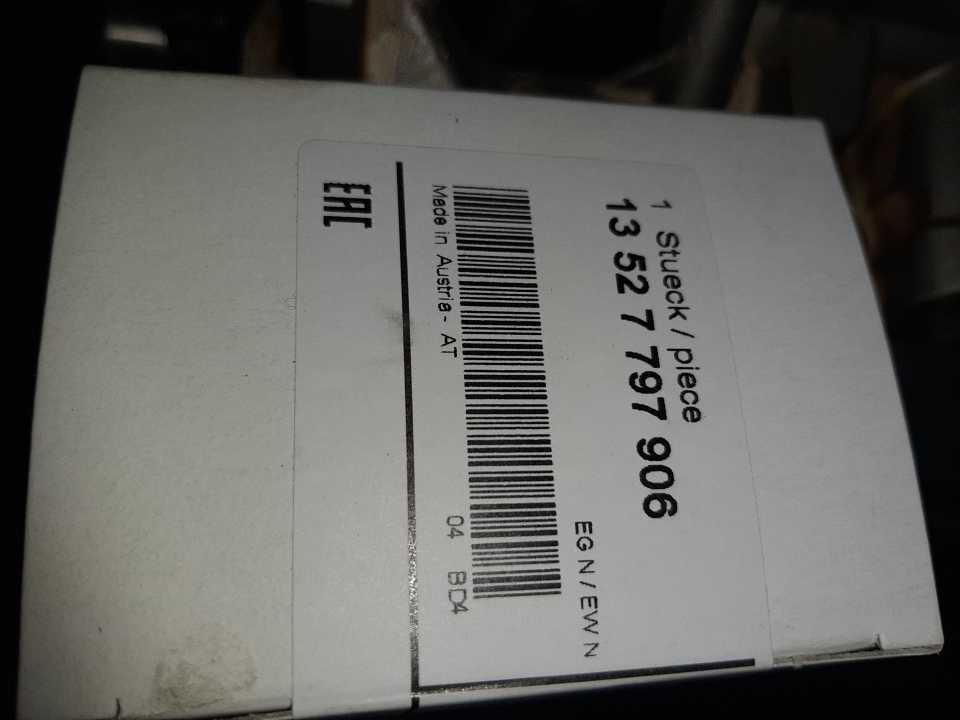 1 Stueck / piece
13 52 7 797 906
EG N / EW N
Made in Austria - AT
04 BD4
EAC